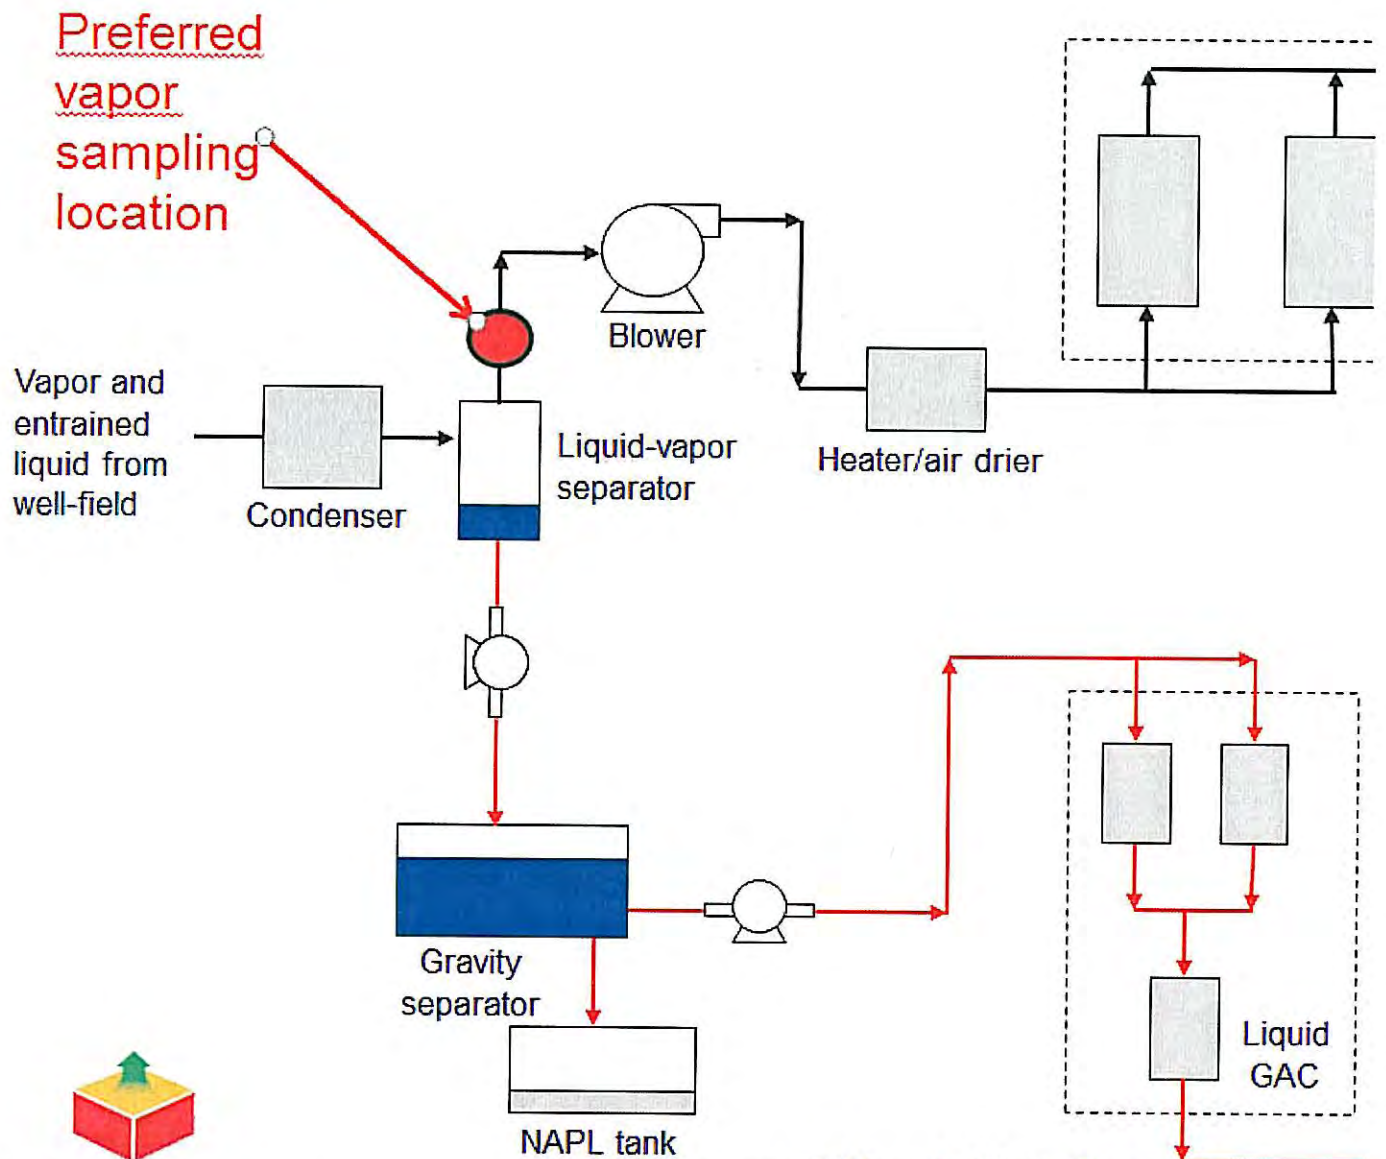 Preferred
vapor
sampling
location
Blower
Vapor and
entrained
liquid from
well-field
Condenser
Liquid-vapor
separator
Heater/air drier
Gravity
separator
NAPL tank
Liquid
GAC